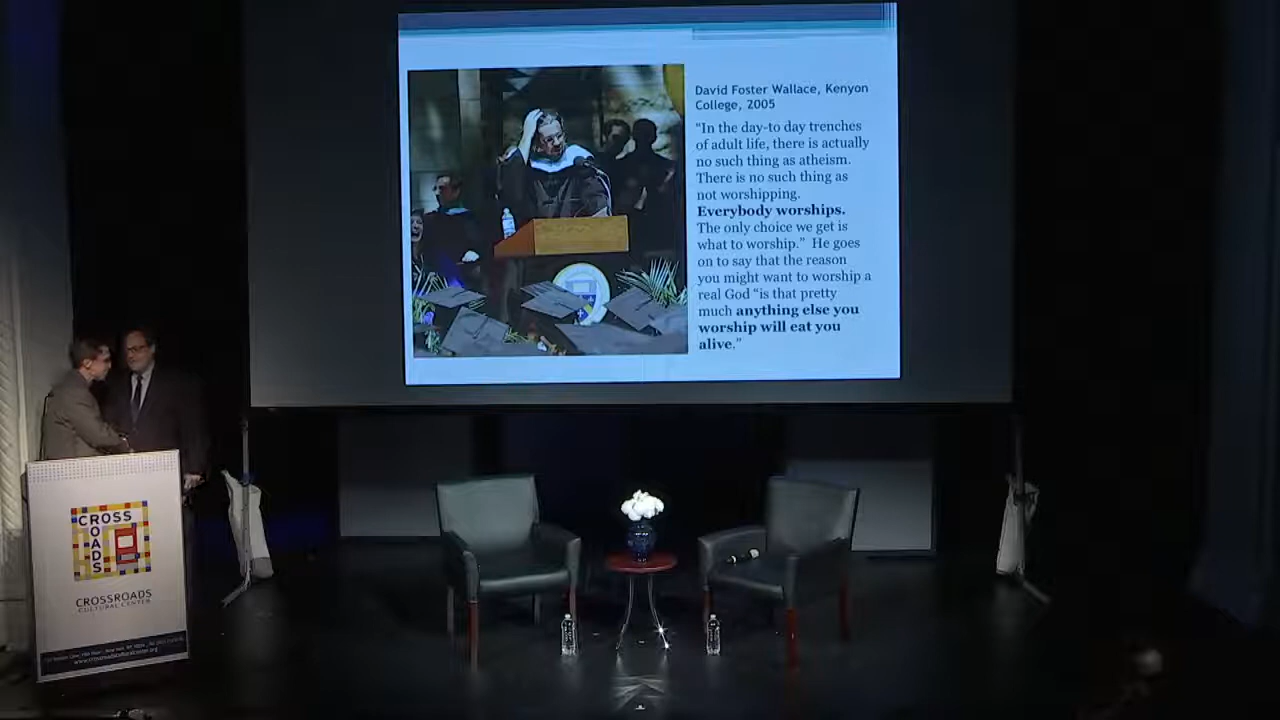 David Foster Wallace, Kenyon
College, 2005
"In the day-to day trenches
of adult life, there is actually
no such thing as atheism.
There is no such thing as
not worshipping.
Everybody worships.
The only choice we get is
what to worship." He goes
on to say that the reason
you might want to worship a
real God "is that pretty
much anything else you
worship will eat you
alive."
CROSS
ROADS
CROSSROADS
CULTURAL CENTER